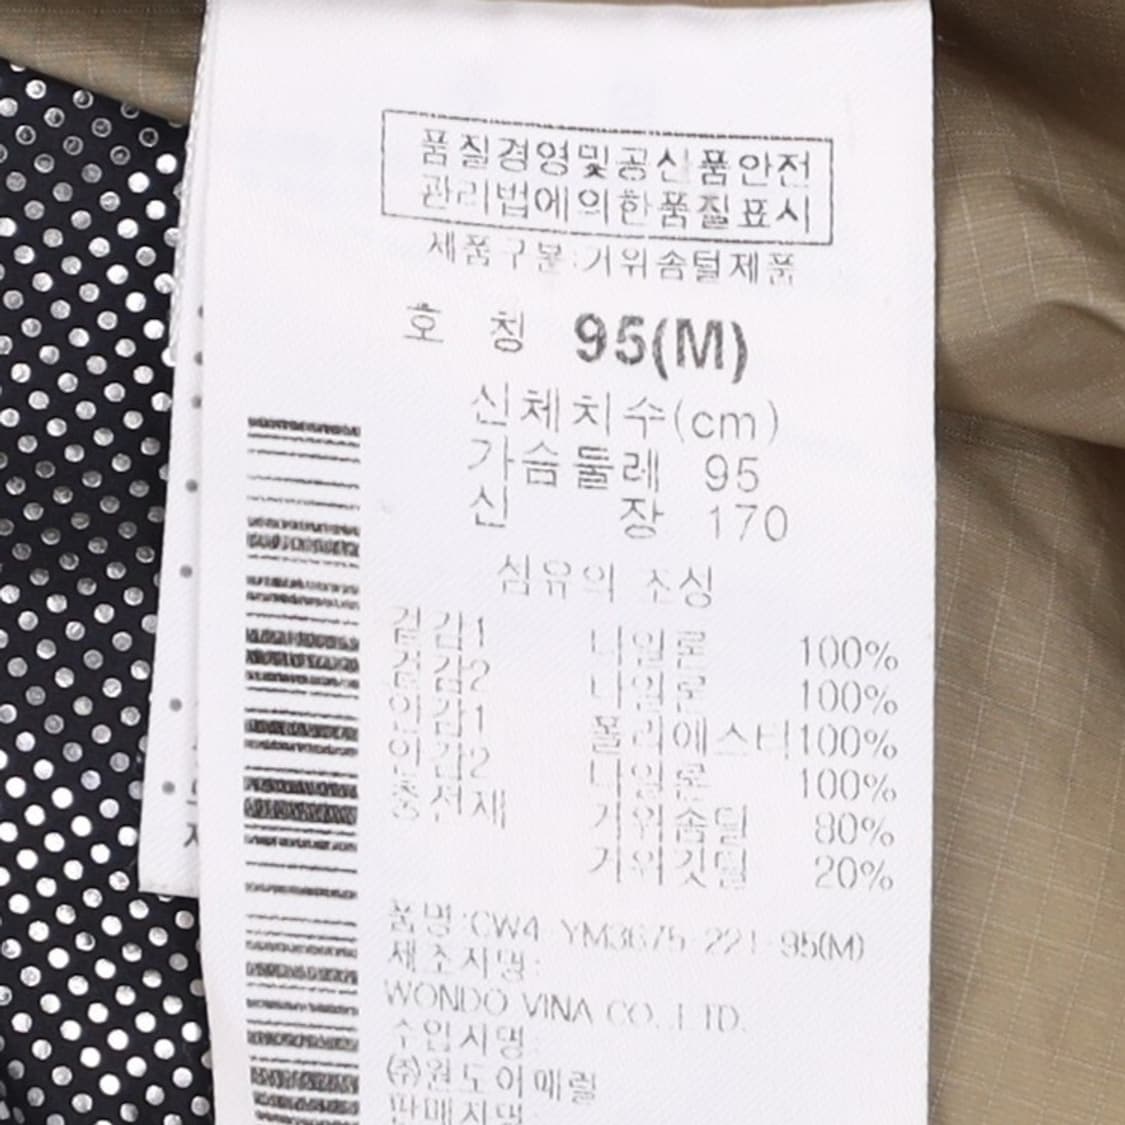 품질경영및공산품안전
관리법에의한품질표시
제품구분:거위솜털제품
호 칭 95(M)
신체치수(cm)
가슴둘레 95
신 장 170
섬유의 조성
겉감1 나일론 100%
겉감2 나일론 100%
안감1 폴리에스터100%
안감2 나일론 100%
충전재 거위솜털 80%
거위깃털 20%
품명:CW4-YM3675-221-95(M)
제조자명:
WONDO VINA CO.,LTD.
수입자명:
(주)원도어패럴
판매자명: